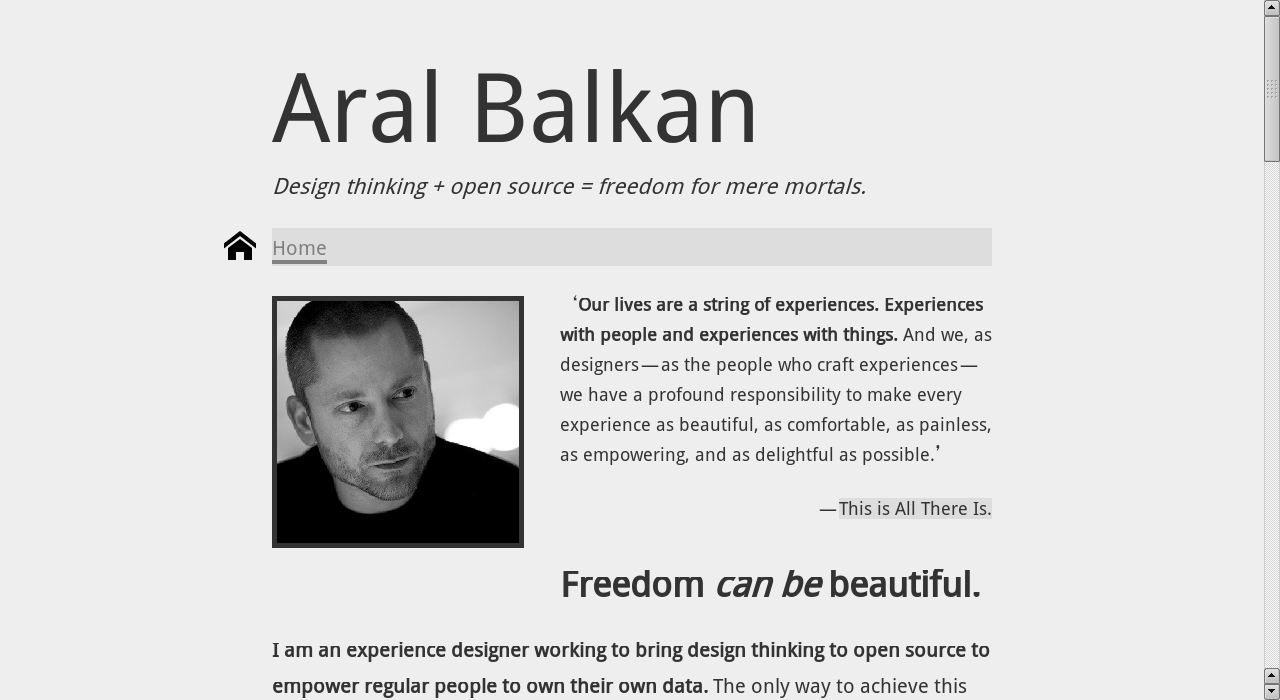 Aral Balkan
Design thinking + open source = freedom for mere mortals.
Home
‘Our lives are a string of experiences. Experiences
with people and experiences with things. And we, as
designers—as the people who craft experiences—
we have a profound responsibility to make every
experience as beautiful, as comfortable, as painless,
as empowering, and as delightful as possible.’
—This is All There Is.
Freedom can be beautiful.
I am an experience designer working to bring design thinking to open source to
empower regular people to own their own data. The only way to achieve this